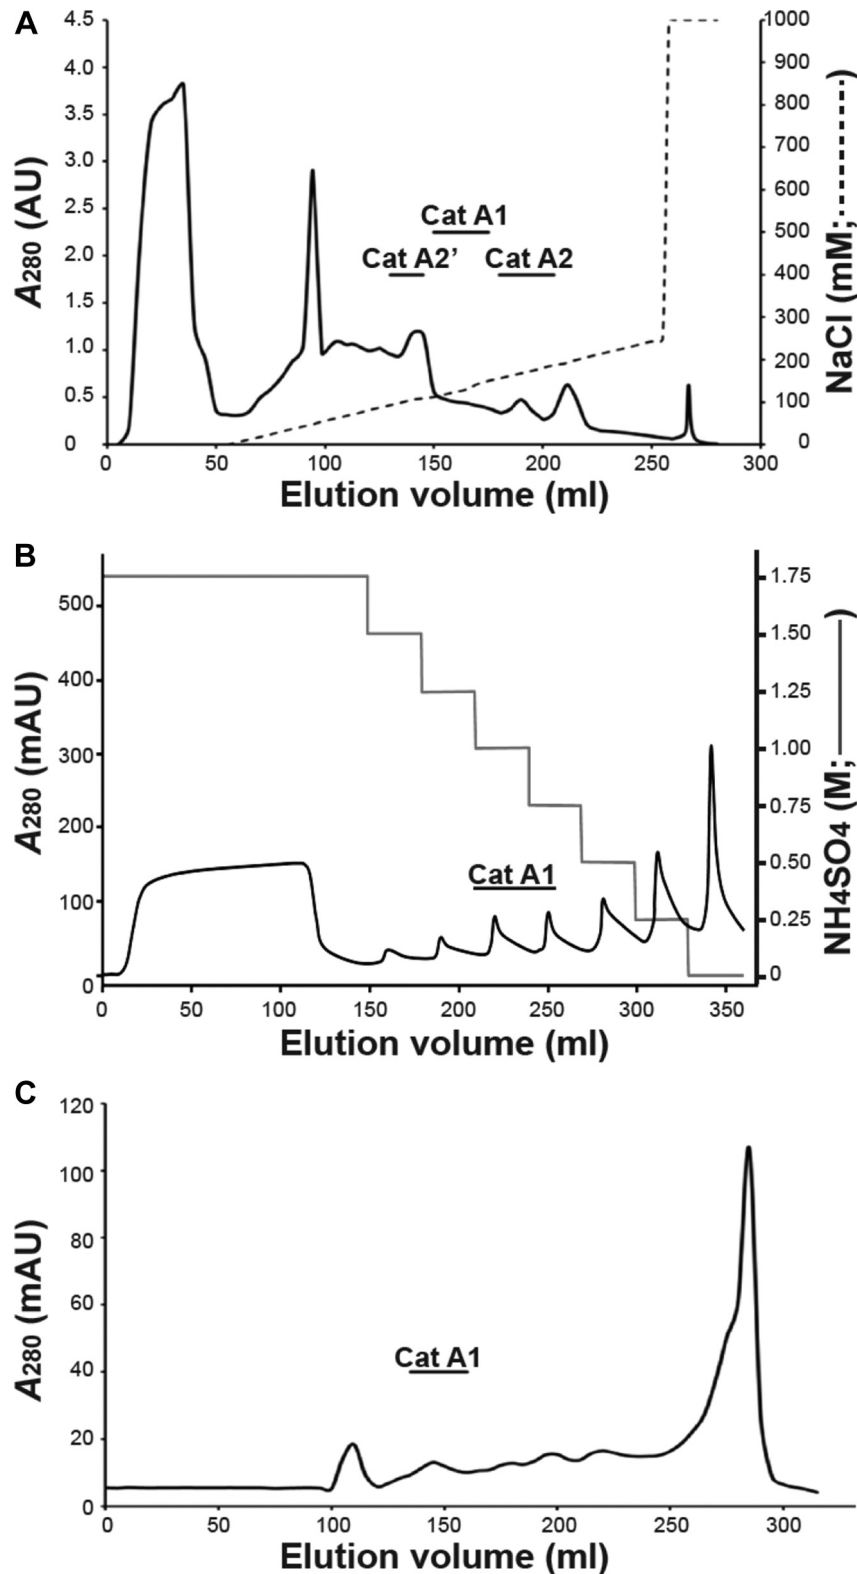 A
4.5
4.0
3.5
3.0
2.5
2.0
1.5
1.0
0.5
0
A280 (AU)
Cat A1
Cat A2’ Cat A2
1000
900
800
700
600
500
400
300
200
100
0
NaCl (mM; )
0 50 100 150 200 250 300
Elution volume (ml)
B
500
400
300
200
100
0
A280 (mAU)
Cat A1
1.75
1.50
1.25
1.00
0.75
0.50
0.25
0
NH4SO4 (M; )
0 50 100 150 200 250 300 350
Elution volume (ml)
C
120
100
80
60
40
20
0
A280 (mAU)
Cat A1
0 50 100 150 200 250 300
Elution volume (ml)